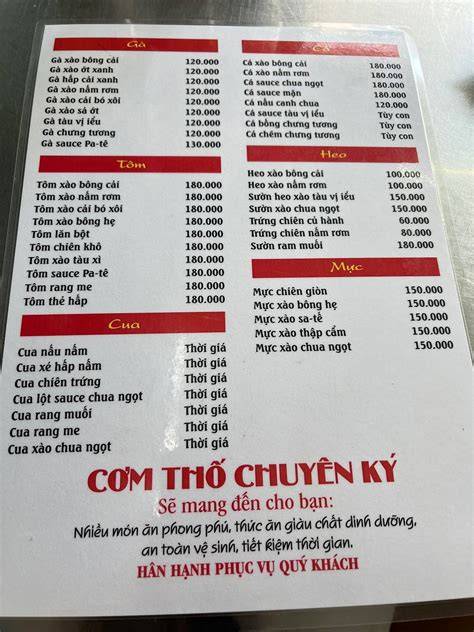 Gà
Gà xào bông cải 120.000
Gà xào ớt xanh 120.000
Gà hấp cải xanh 120.000
Gà xào nấm rơm 120.000
Gà xào cải bó xôi 120.000
Gà xào sả ớt 120.000
Gà tàu vị iểu 120.000
Gà chưng tương 120.000
Gà sauce Pa-tê 130.000
Tôm
Tôm xào bông cải 180.000
Tôm xào nấm rơm 180.000
Tôm xào cải bó xôi 180.000
Tôm xào bông hẹ 180.000
Tôm lăn bột 180.000
Tôm chiên khô 180.000
Tôm xào tàu xì 180.000
Tôm sauce Pa-tê 180.000
Tôm rang me 180.000
Tôm thẻ hấp 180.000
Cua
Cua nấu nấm Thời giá
Cua xé hấp nấm Thời giá
Cua chiên trứng Thời giá
Cua lột sauce chua ngọt Thời giá
Cua rang muối Thời giá
Cua rang me Thời giá
Cua xào chua ngọt Thời giá
Cá
Cá xào bông cải 180.000
Cá xào nấm rơm 180.000
Cá sauce chua ngọt 180.000
Cá sauce mặn 180.000
Cá nấu canh chua 120.000
Cá sauce tàu vị iểu Tùy con
Cá bống chưng tương Tùy con
Cá chẽm chưng tương Tùy con
Heo
Heo xào bông cải 100.000
Heo xào nấm rơm 100.000
Sườn heo xào tàu vị iểu 150.000
Sườn xào chua ngọt 150.000
Trứng chiên củ hành 60.000
Trứng chiên nấm rơm 80.000
Sườn ram muối 180.000
Mực
Mực chiên giòn 150.000
Mực xào bông hẹ 150.000
Mực xào sa-tế 150.000
Mực xào thập cẩm 150.000
Mực xào chua ngọt 150.000
CƠM THỐ CHUYÊN KÝ
Sẽ mang đến cho bạn:
Nhiều món ăn phong phú, thức ăn giàu chất dinh dưỡng,
an toàn vệ sinh, tiết kiệm thời gian.
HÂN HẠNH PHỤC VỤ QUÝ KHÁCH